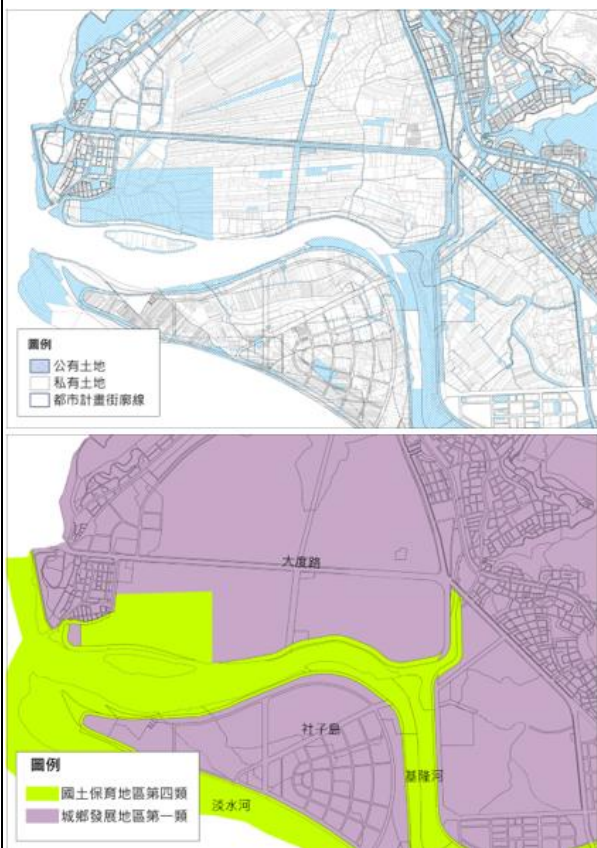 圖例
公有土地
私有土地
都市計畫街廓線
大度路
社子島
基隆河
圖例
國土保育地區第四類
城鄉發展地區第一類
淡水河